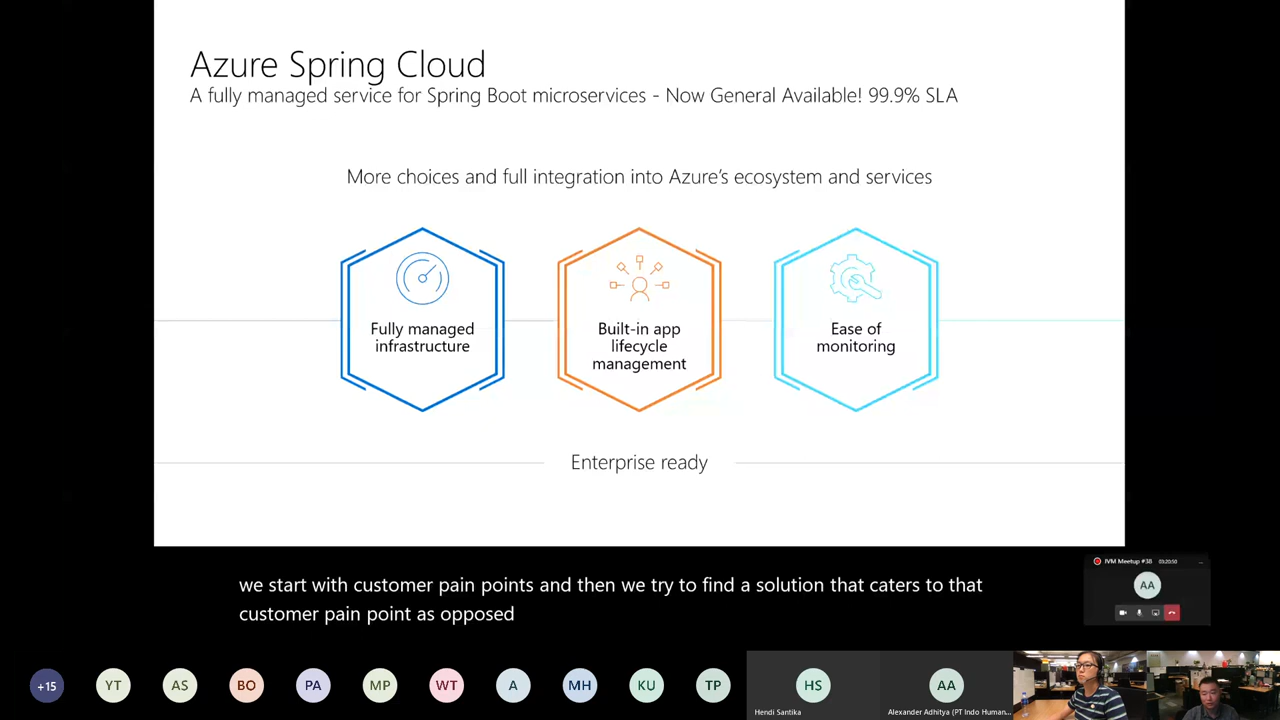 Azure Spring Cloud
A fully managed service for Spring Boot microservices - Now General Available! 99.9% SLA
More choices and full integration into Azure's ecosystem and services
Fully managed
infrastructure
Built-in app
lifecycle
management
Ease of
monitoring
Enterprise ready
we start with customer pain points and then we try to find a solution that caters to that
customer pain point as opposed
JVM Meetup #38 03:20:50 ...
AA
+15 YT AS BO PA MP WT A MH KU TP HS AA
Hendi Santika
Alexander Adhitya (PT Indo Human...